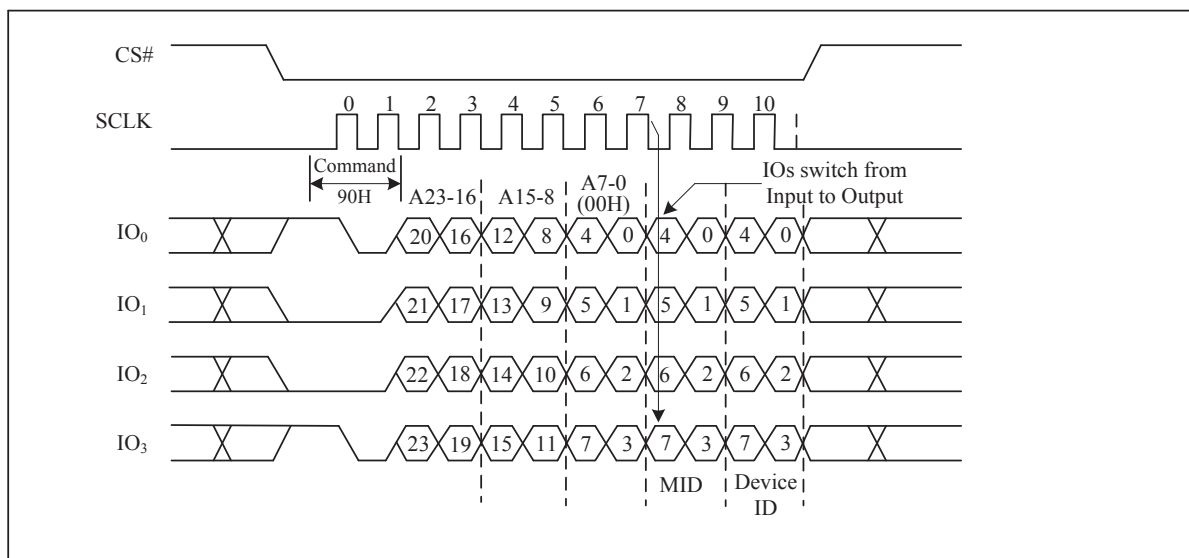 CS#
0 1 2 3 4 5 6 7 8 9 10
SCLK
Command
90H
A23-16 A15-8 A7-0
(00H)
IOs switch from
Input to Output
IO₀ 20 16 12 8 4 0 4 0 4 0
IO₁ 21 17 13 9 5 1 5 1 5 1
IO₂ 22 18 14 10 6 2 6 2 6 2
IO₃ 23 19 15 11 7 3 7 3 7 3
MID Device
ID